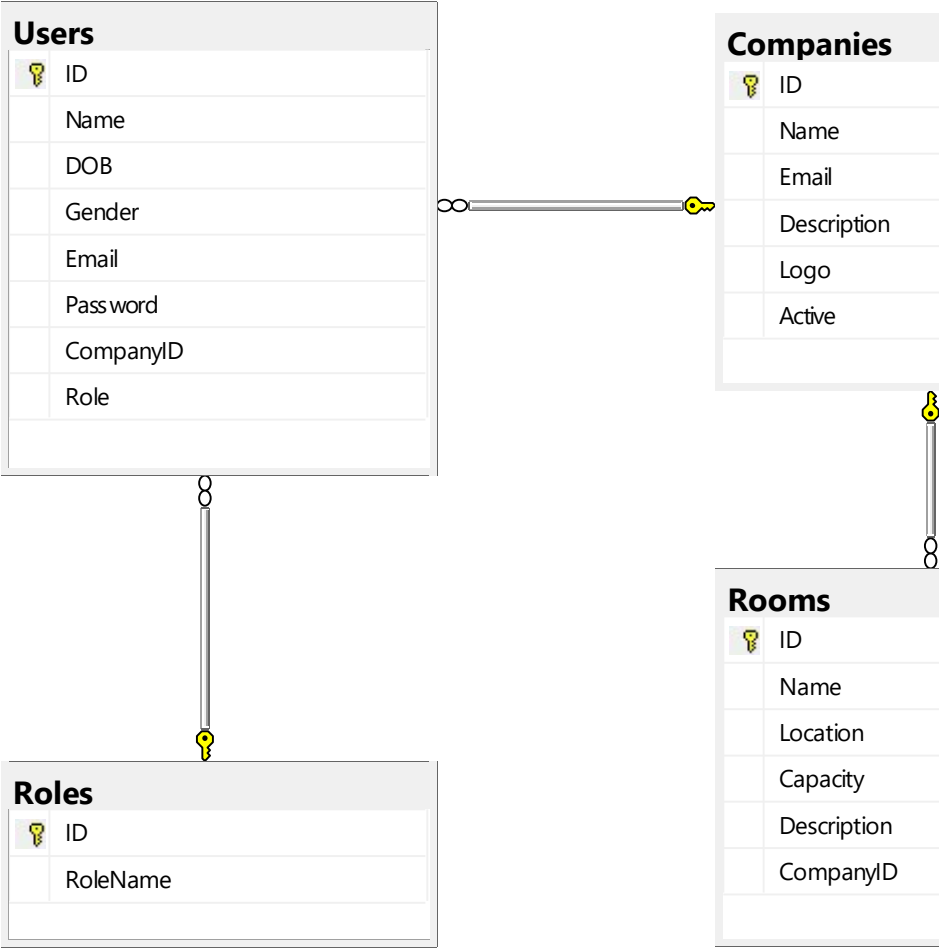 Users
ID
Name
DOB
Gender
Email
Password
CompanyID
Role
Companies
ID
Name
Email
Description
Logo
Active
Roles
ID
RoleName
Rooms
ID
Name
Location
Capacity
Description
CompanyID